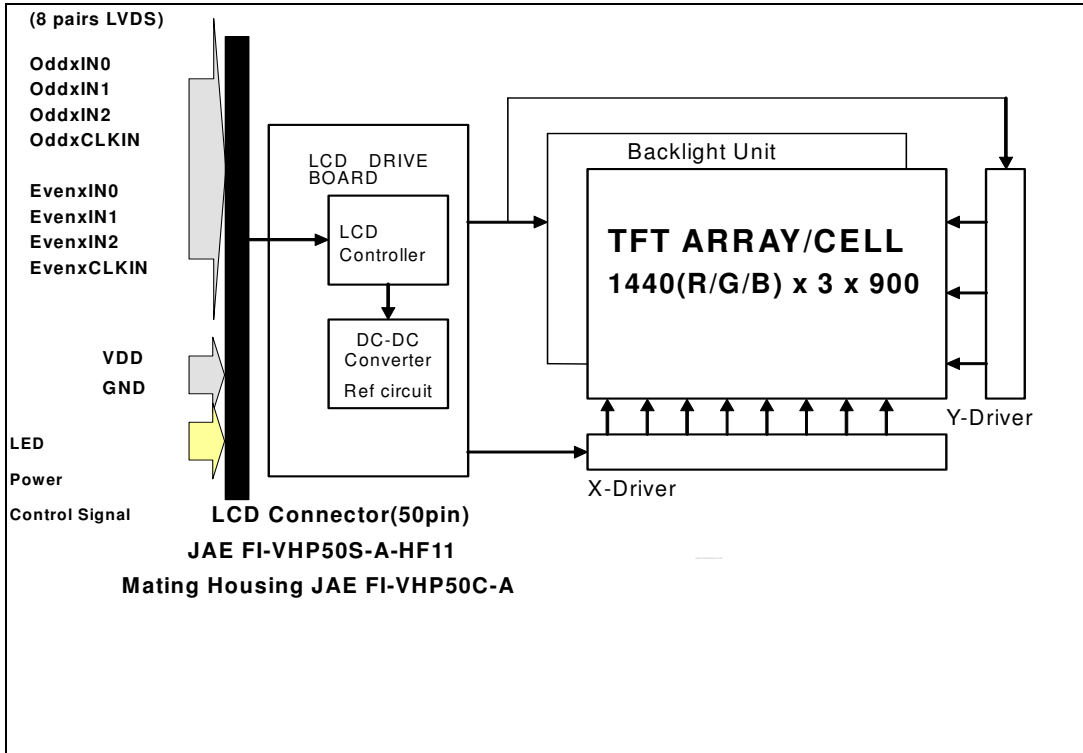 (8 pairs LVDS)
OddxIN0
OddxIN1
OddxIN2
OddxCLKIN
EvenxIN0
EvenxIN1
EvenxIN2
EvenxCLKIN
VDD
GND
LED
Power
Control Signal
LCD DRIVE
BOARD
LCD
Controller
DC-DC
Converter
Ref circuit
Backlight Unit
TFT ARRAY/CELL
1440(R/G/B) x 3 x 900
Y-Driver
X-Driver
LCD Connector(50pin)
JAE FI-VHP50S-A-HF11
Mating Housing JAE FI-VHP50C-A